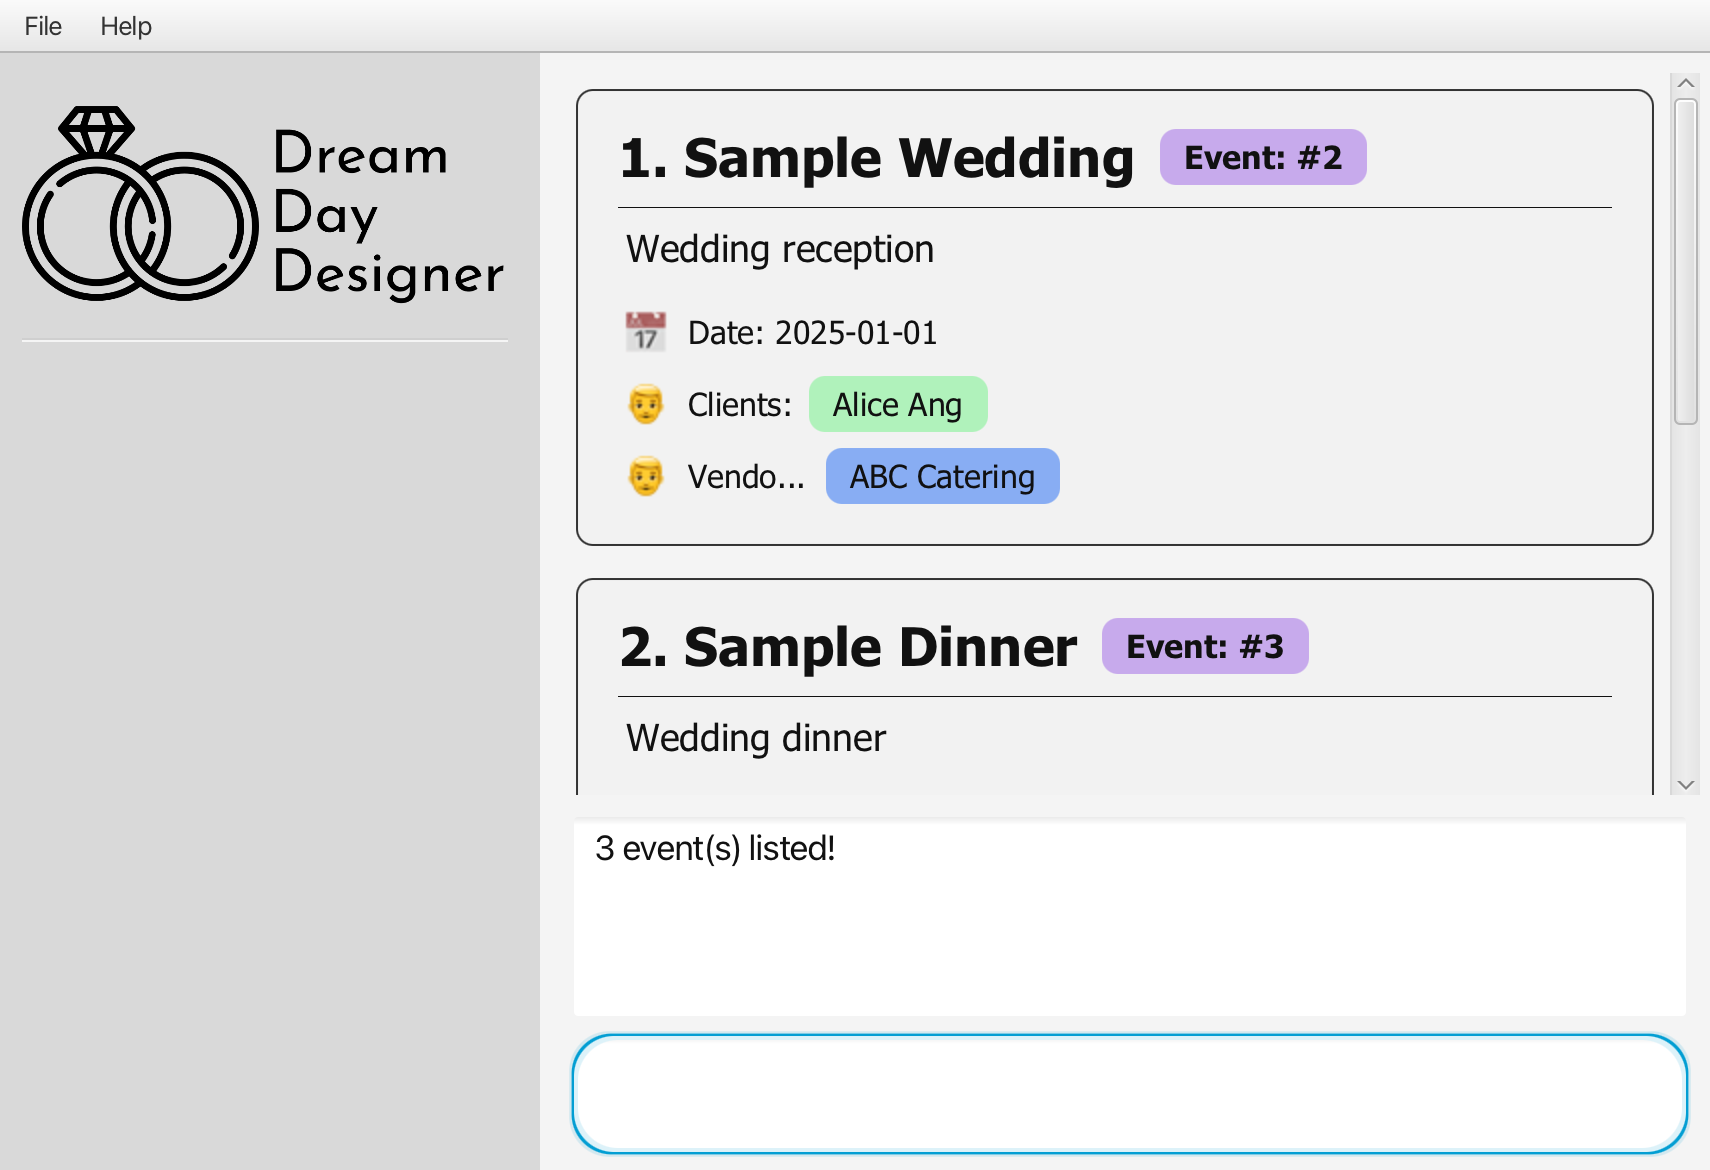 File Help
Dream
Day
Designer
1. Sample Wedding Event: #2
Wedding reception
17 Date: 2025-01-01
Clients: Alice Ang
Vendo... ABC Catering
2. Sample Dinner Event: #3
Wedding dinner
3 event(s) listed!